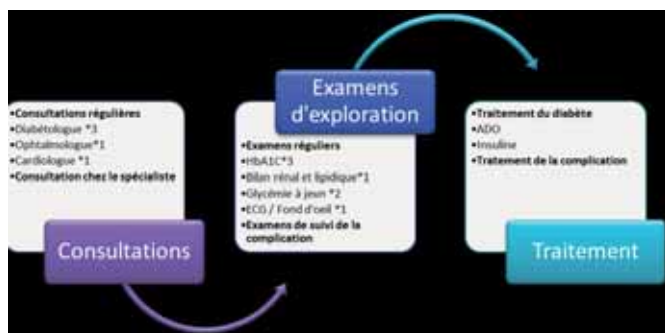 •Consultations régulières
•Diabétologue *3
•Ophtalmologue*1
•Cardiologue *1
•Consultation chez le spécialiste
Consultations
Examens
d'exploration
•Examens réguliers
•HbA1C*3
•Bilan rénal et lipidique*1
•Glycémie à jeun *2
•ECG / Fond d'oeil *1
•Examens de suivi de la
complication
•Traitement du diabète
•ADO
•Insuline
•Tratement de la complication
Traitement